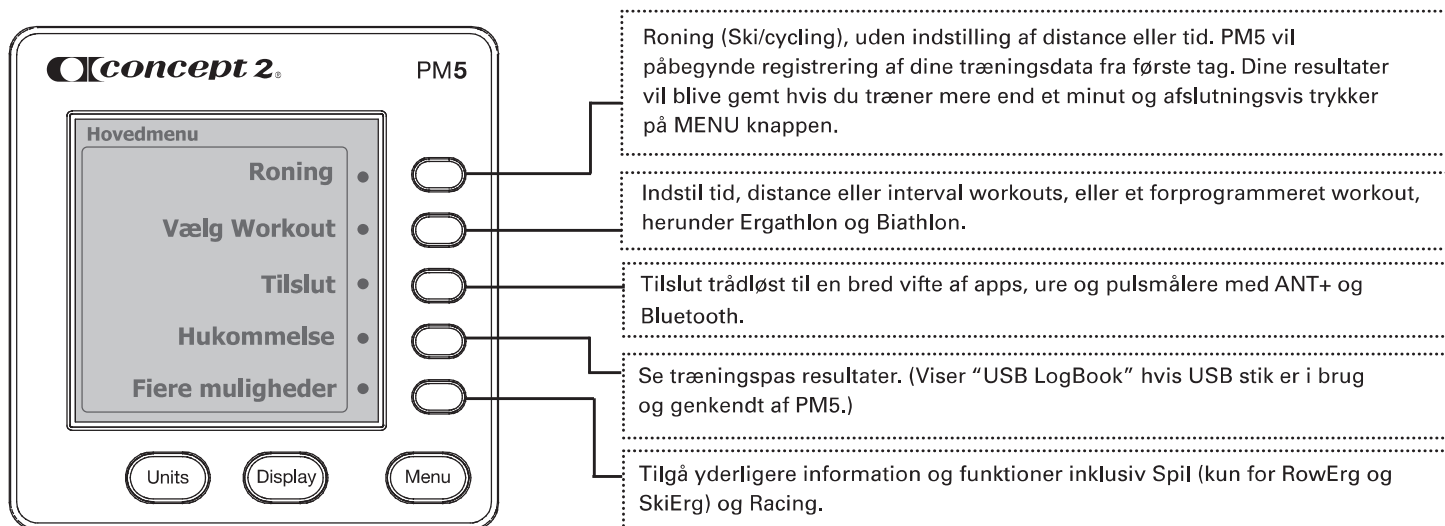 concept 2®
PM5
Hovedmenu
Roning
Vælg Workout
Tilslut
Hukommelse
Fiere muligheder
Units
Display
Menu
Roning (Ski/cycling), uden indstilling af distance eller tid. PM5 vil
påbegynde registrering af dine træningsdata fra første tag. Dine resultater
vil blive gemt hvis du træner mere end et minut og afslutningsvis trykker
på MENU knappen.
Indstil tid, distance eller interval workouts, eller et forprogrammeret workout,
herunder Ergathlon og Biathlon.
Tilslut trådløst til en bred vifte af apps, ure og pulsmålere med ANT+ og
Bluetooth.
Se træningspas resultater. (Viser “USB LogBook” hvis USB stik er i brug
og genkendt af PM5.)
Tilgå yderligere information og funktioner inklusiv Spil (kun for RowErg og
SkiErg) og Racing.